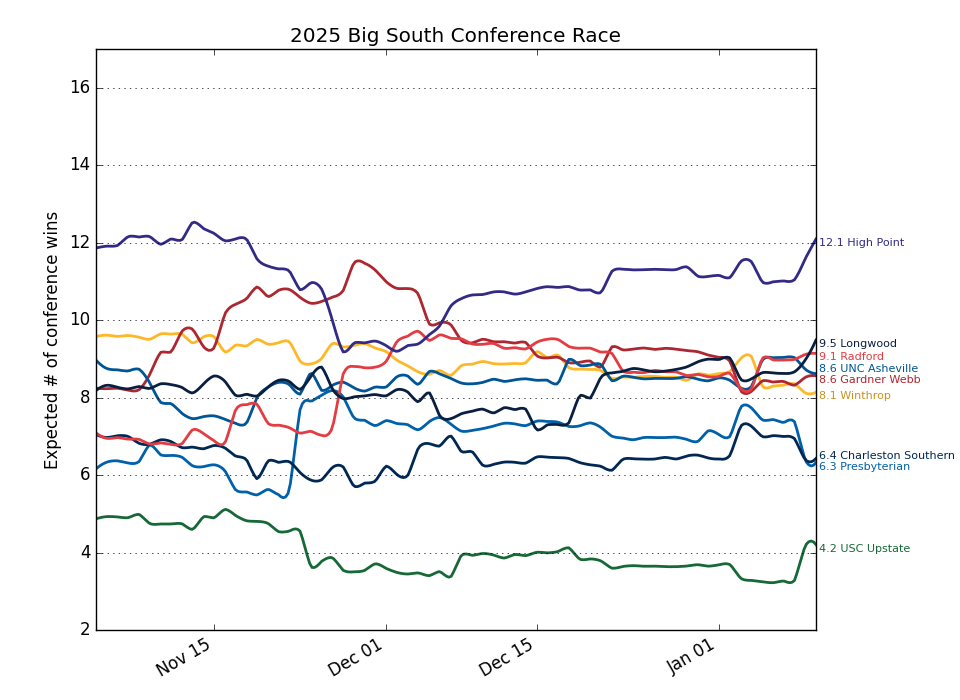 2025 Big South Conference Race
Expected # of conference wins
16
14
12
10
8
6
4
2
12.1 High Point
9.5 Longwood
9.1 Radford
8.6 UNC Asheville
8.6 Gardner Webb
8.1 Winthrop
6.4 Charleston Southern
6.3 Presbyterian
4.2 USC Upstate
Nov 15
Dec 01
Dec 15
Jan 01